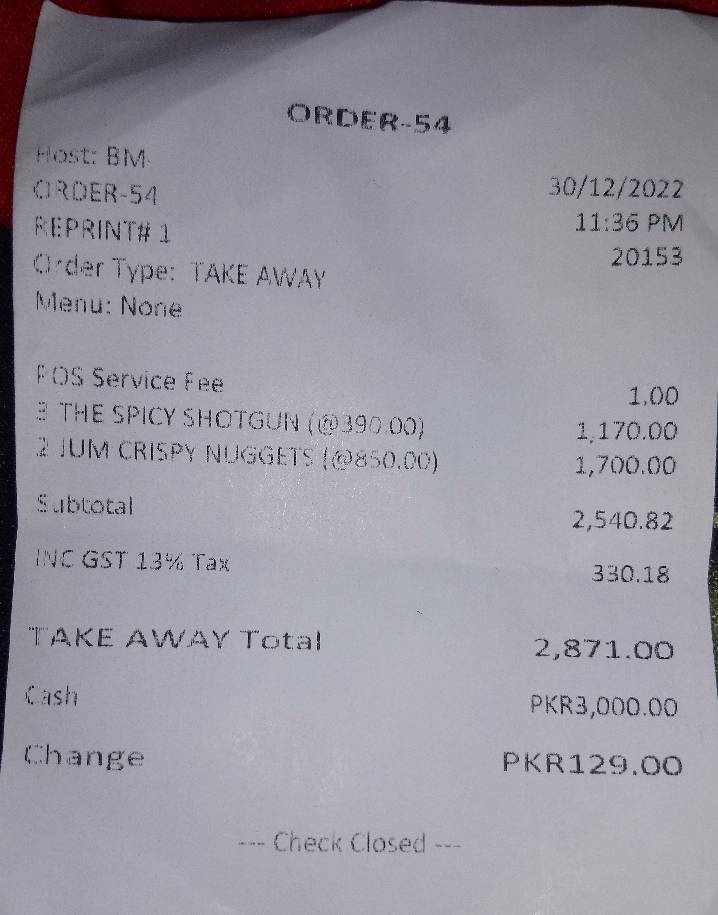 ORDER-54
Host: BM
ORDER-54 30/12/2022
REPRINT# 1 11:36 PM
Order Type: TAKE AWAY 20153
Menu: None
POS Service Fee 1.00
3 THE SPICY SHOTGUN (@390.00) 1,170.00
2 JUM CRISPY NUGGETS (@850.00) 1,700.00
Subtotal 2,540.82
INC GST 13% Tax 330.18
TAKE AWAY Total 2,871.00
Cash PKR3,000.00
Change PKR129.00
--- Check Closed ---